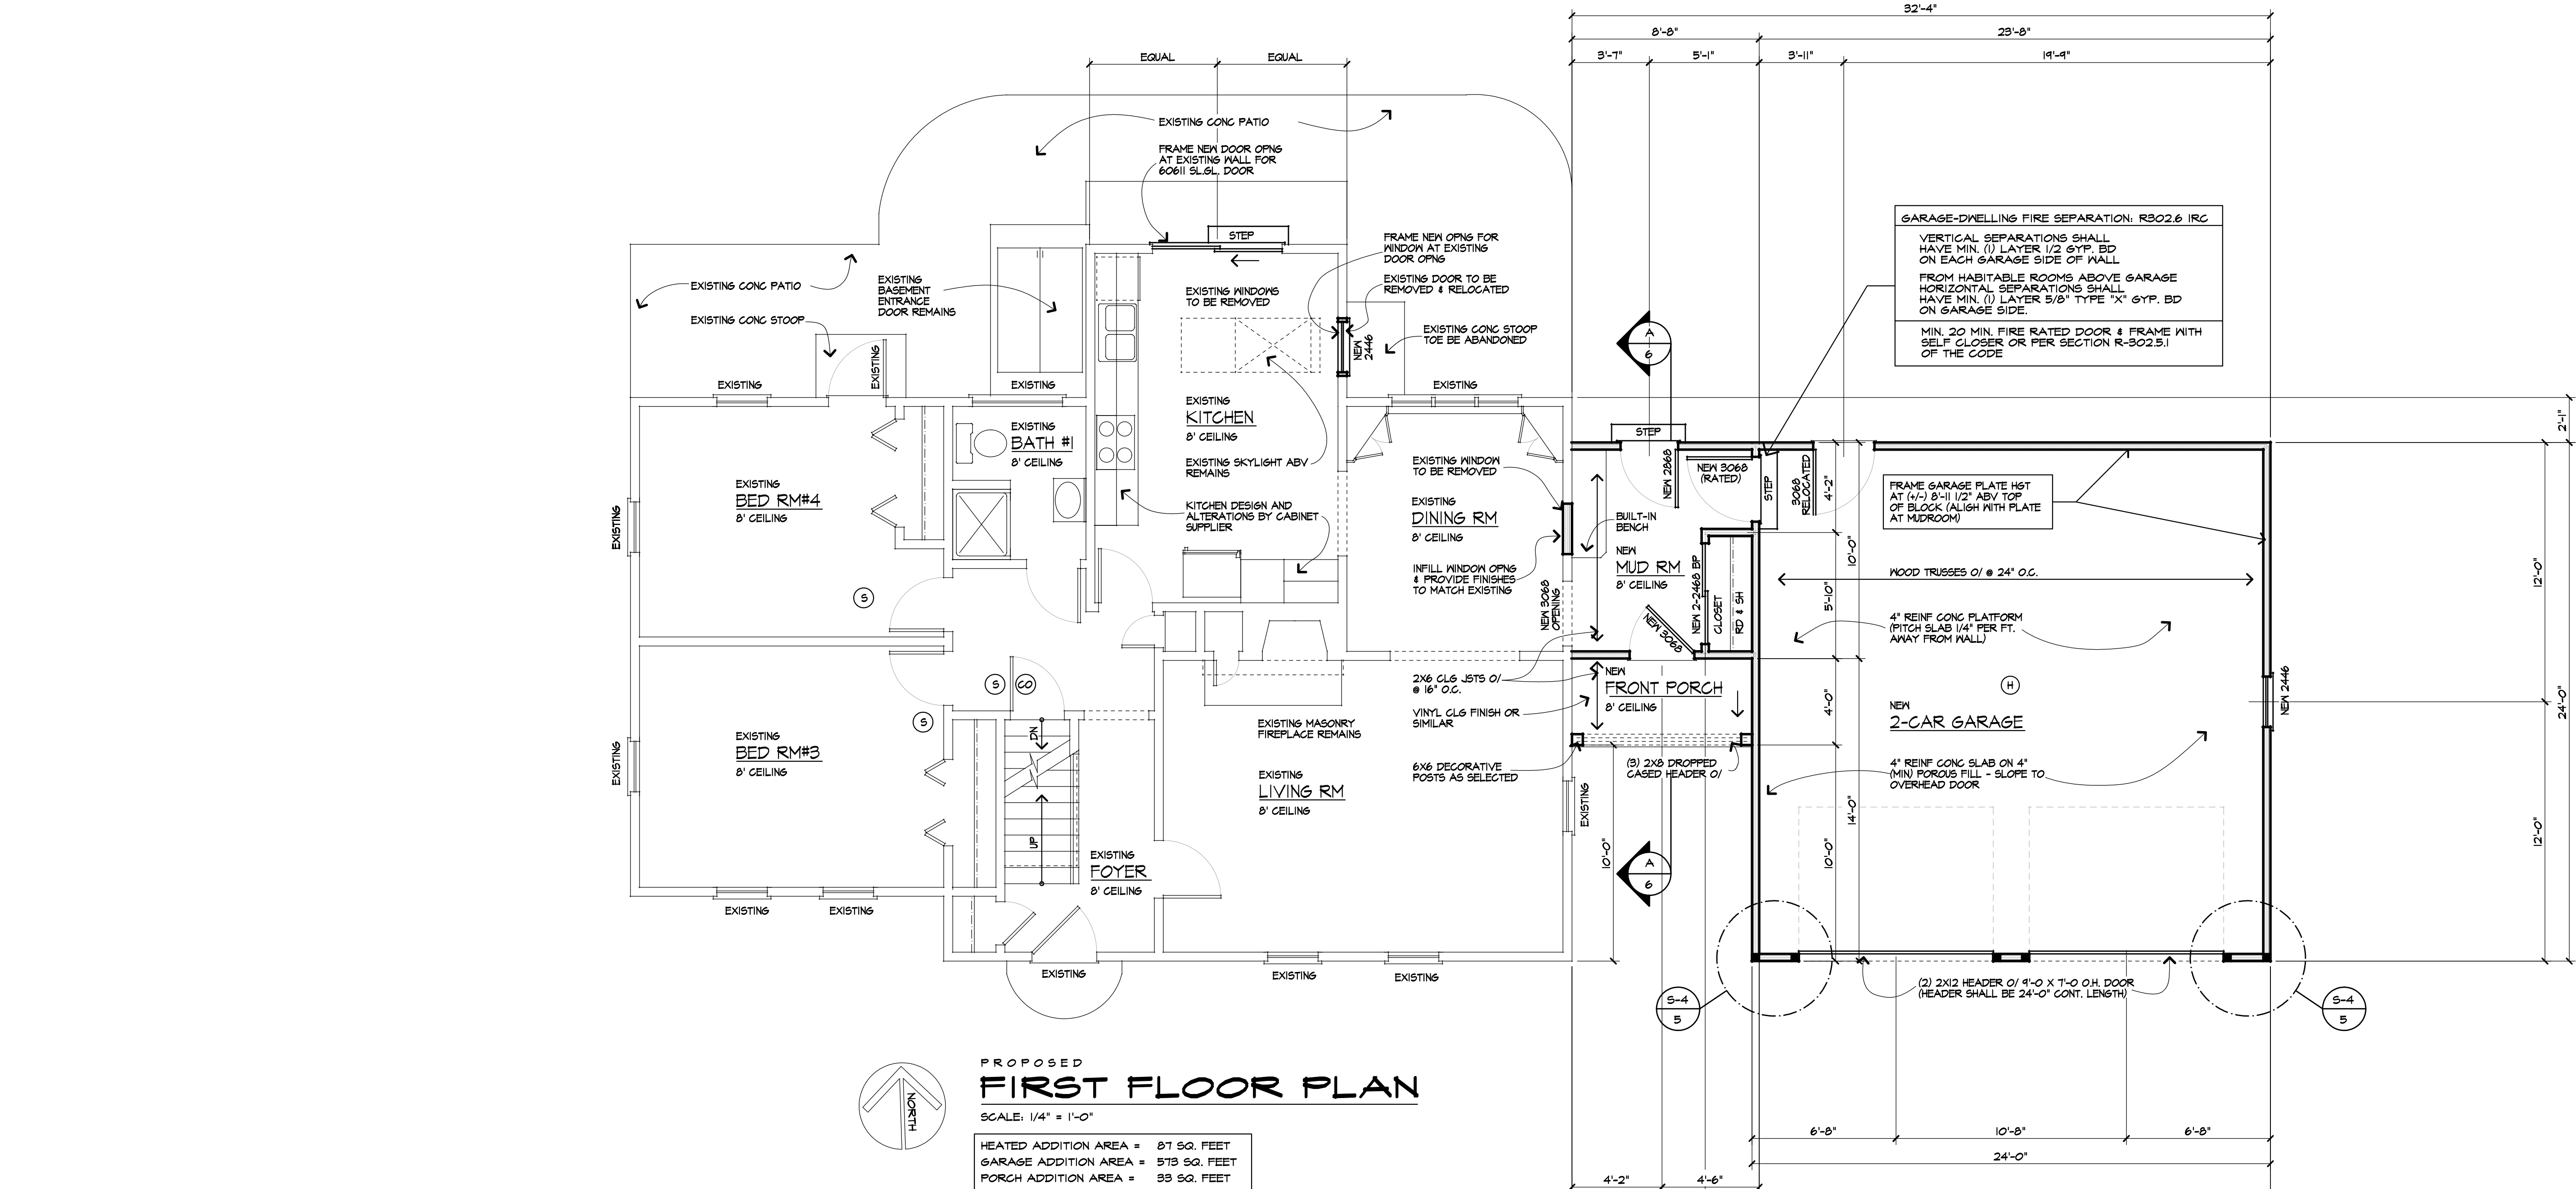 32'-4"
8'-8"
23'-8"
3'-7"
5'-1"
3'-11"
19'-9"
EQUAL
EQUAL
EXISTING CONC PATIO
FRAME NEW DOOR OPNG
AT EXISTING WALL FOR
60611 SL.GL. DOOR
STEP
FRAME NEW OPNG FOR
WINDOW AT EXISTING
DOOR OPNG
EXISTING DOOR TO BE
REMOVED & RELOCATED
EXISTING CONC STOOP
TOE BE ABANDONED
NEW
2446
EXISTING WINDOWS
TO BE REMOVED
EXISTING CONC PATIO
EXISTING
BASEMENT
ENTRANCE
DOOR REMAINS
EXISTING CONC STOOP
EXISTING
EXISTING
EXISTING
EXISTING
GARAGE-DWELLING FIRE SEPARATION: R302.6 IRC
VERTICAL SEPARATIONS SHALL
HAVE MIN. (1) LAYER 1/2 GYP. BD
ON EACH GARAGE SIDE OF WALL
FROM HABITABLE ROOMS ABOVE GARAGE
HORIZONTAL SEPARATIONS SHALL
HAVE MIN. (1) LAYER 5/8" TYPE "X" GYP. BD
ON GARAGE SIDE.
MIN. 20 MIN. FIRE RATED DOOR & FRAME WITH
SELF CLOSER OR PER SECTION R-302.5.1
OF THE CODE
A
6
2'-1"
EXISTING
KITCHEN
8' CEILING
EXISTING SKYLIGHT ABV
REMAINS
KITCHEN DESIGN AND
ALTERATIONS BY CABINET
SUPPLIER
EXISTING
BATH #1
8' CEILING
EXISTING
BED RM#4
8' CEILING
EXISTING
EXISTING WINDOW
TO BE REMOVED
EXISTING
DINING RM
8' CEILING
INFILL WINDOW OPNG
& PROVIDE FINISHES
TO MATCH EXISTING
NEW 3068
OPENING
STEP
NEW 2868
NEW 3068
(RATED)
STEP
3068
RELOCATED
4'-2"
BUILT-IN
BENCH
NEW
MUD RM
8' CEILING
NEW 2-2468 BP
CLOSET
RD & SH
NEW 3068
5'-10"
10'-0"
FRAME GARAGE PLATE HGT
AT (+/-) 8'-11 1/2" ABV TOP
OF BLOCK (ALIGH WITH PLATE
AT MUDROOM)
WOOD TRUSSES O/ @ 24" O.C.
4" REINF CONC PLATFORM
(PITCH SLAB 1/4" PER FT.
AWAY FROM WALL)
12'-0"
24'-0"
S
S
CO
S
2X6 CLG JSTS O/
@ 16" O.C.
VINYL CLG FINISH OR
SIMILAR
NEW
FRONT PORCH
8' CEILING
4'-0"
H
NEW
2-CAR GARAGE
NEW 2446
EXISTING
BED RM#3
8' CEILING
EXISTING
DN
UP
EXISTING MASONRY
FIREPLACE REMAINS
EXISTING
LIVING RM
8' CEILING
6X6 DECORATIVE
POSTS AS SELECTED
(3) 2X8 DROPPED
CASED HEADER O/
EXISTING
4" REINF CONC SLAB ON 4"
(MIN) POROUS FILL - SLOPE TO
OVERHEAD DOOR
14'-0"
12'-0"
10'-0"
10'-0"
A
6
EXISTING
FOYER
8' CEILING
EXISTING
EXISTING
EXISTING
EXISTING
EXISTING
(2) 2X12 HEADER O/ 9'-0 X 7'-0 O.H. DOOR
(HEADER SHALL BE 24'-0" CONT. LENGTH)
S-4
5
S-4
5
NORTH
PROPOSED
FIRST FLOOR PLAN
SCALE: 1/4" = 1'-0"
HEATED ADDITION AREA = 87 SQ. FEET
GARAGE ADDITION AREA = 573 SQ. FEET
PORCH ADDITION AREA = 33 SQ. FEET
6'-8"
10'-8"
6'-8"
24'-0"
4'-2"
4'-6"